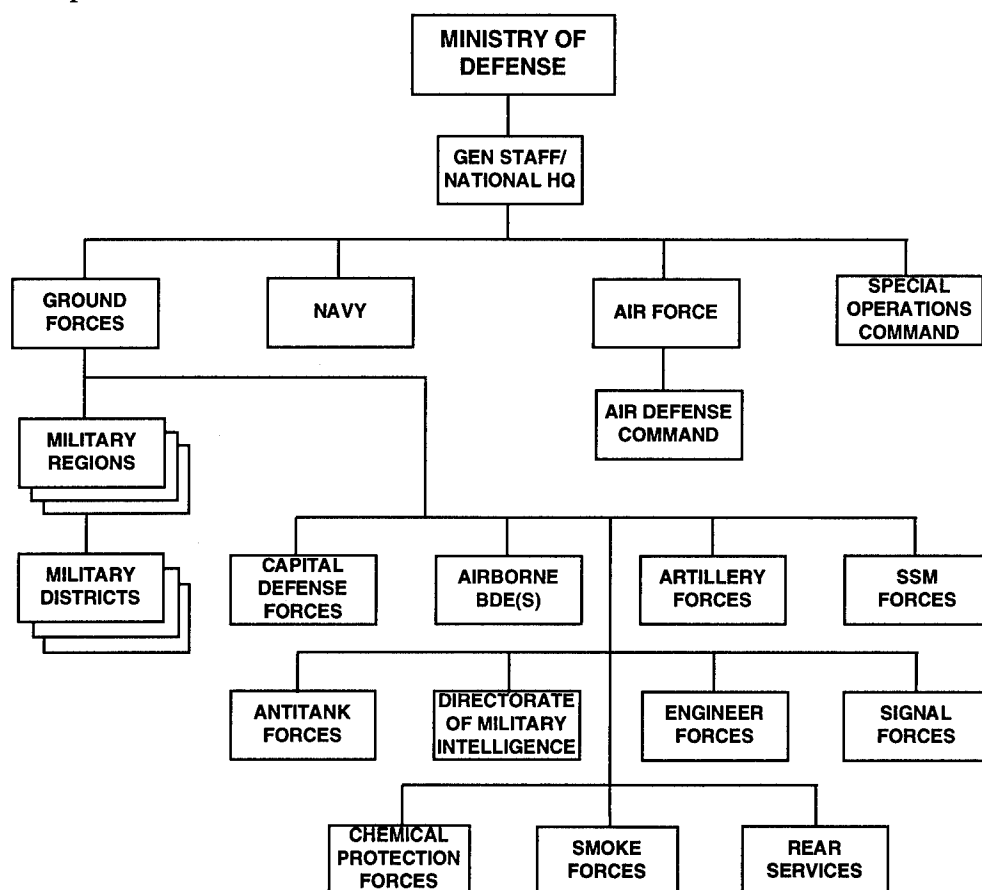 MINISTRY OF
DEFENSE
GEN STAFF/
NATIONAL HQ
GROUND
FORCES
NAVY
AIR FORCE
SPECIAL
OPERATIONS
COMMAND
AIR DEFENSE
COMMAND
MILITARY
REGIONS
MILITARY
DISTRICTS
CAPITAL
DEFENSE
FORCES
AIRBORNE
BDE(S)
ARTILLERY
FORCES
SSM
FORCES
ANTITANK
FORCES
DIRECTORATE
OF MILITARY
INTELLIGENCE
ENGINEER
FORCES
SIGNAL
FORCES
CHEMICAL
PROTECTION
FORCES
SMOKE
FORCES
REAR
SERVICES